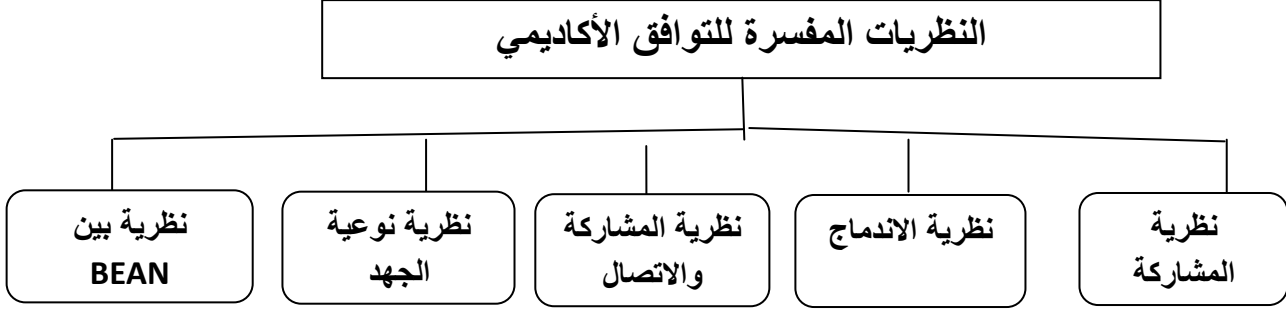 النظريات المفسرة للتوافق الأكاديمي
نظرية
المشاركة
نظرية الاندماج
نظرية المشاركة
والاتصال
نظرية نوعية
الجهد
نظرية بين
BEAN